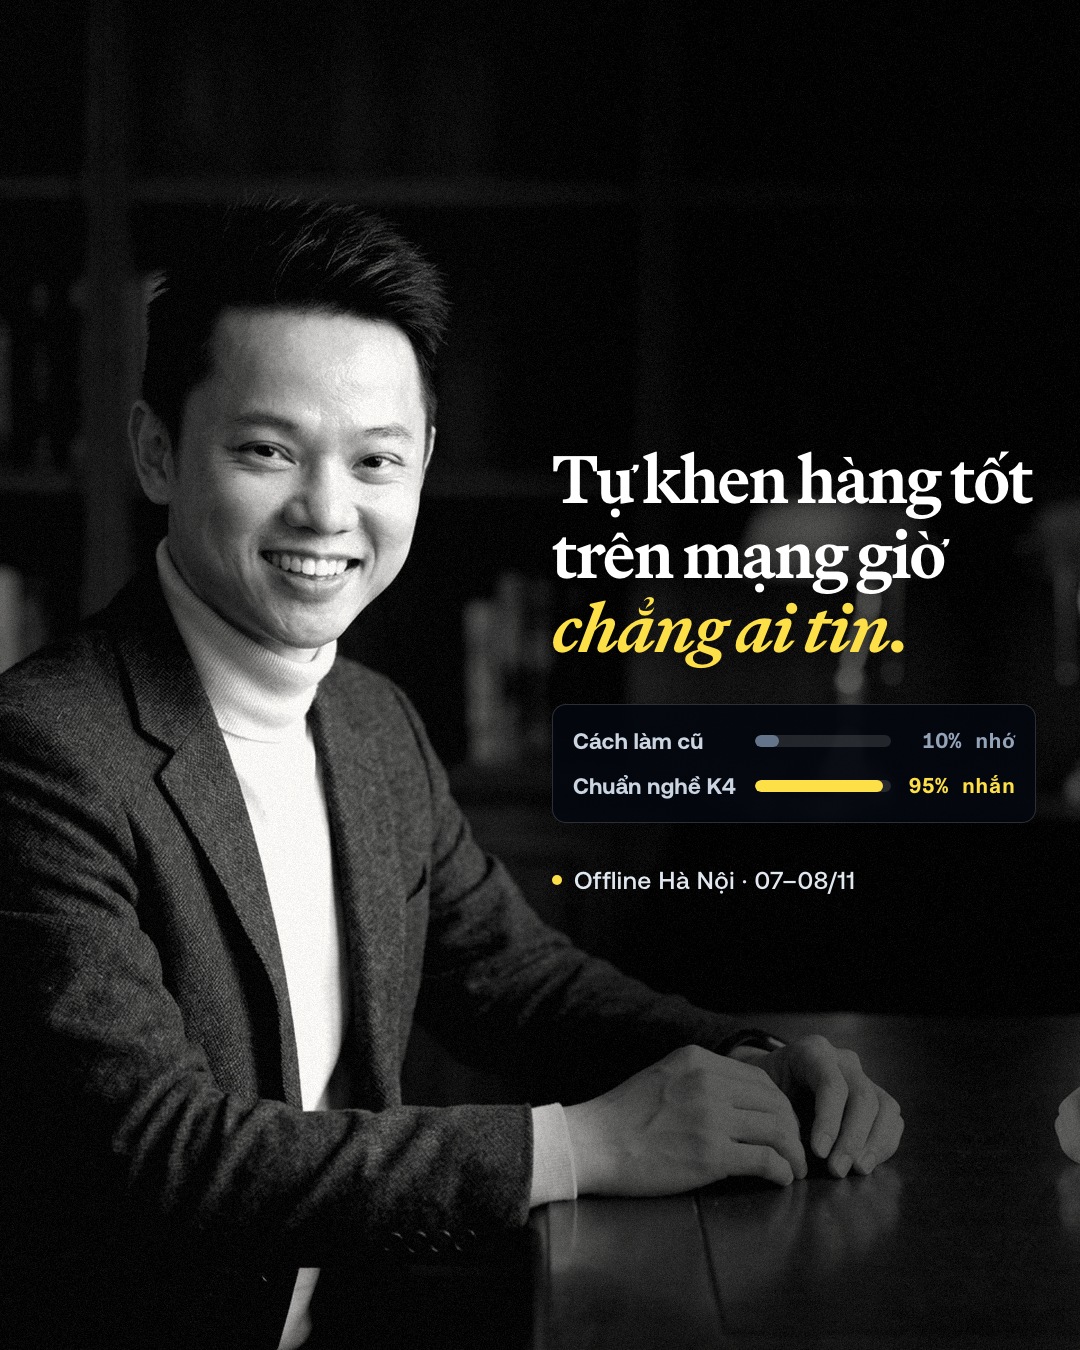 Tự khen hàng tốt
trên mạng giờ
chẳng ai tin.
Cách làm cũ 10% nhớ
Chuẩn nghề K4 95% nhắn
Offline Hà Nội · 07–08/11